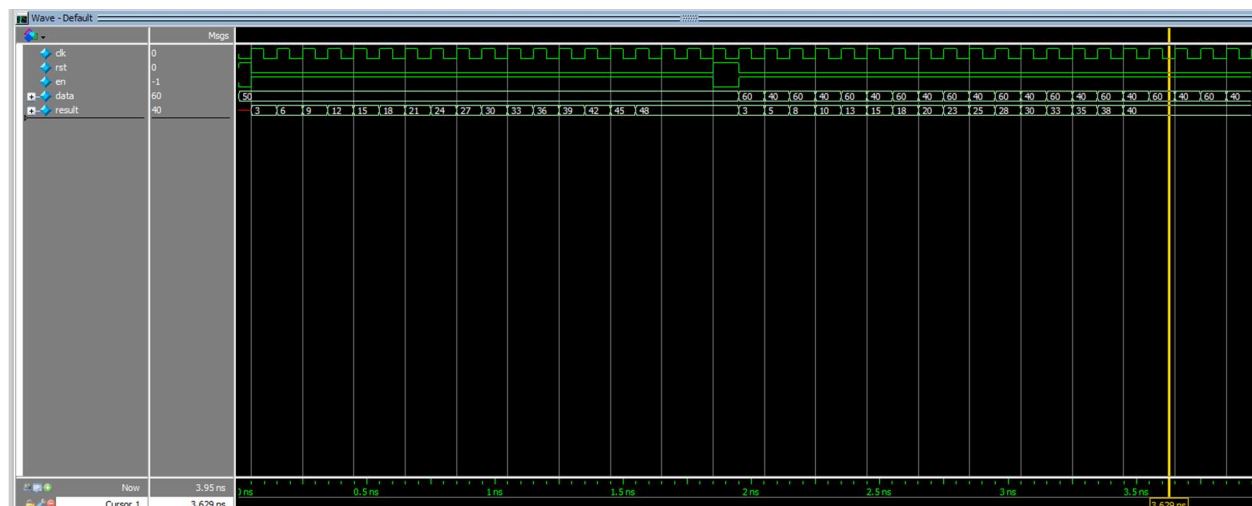 Wave - Default
Msgs
clk 0
rst 0
en -1
data 60 50 60 40 60 40 60 40 60 40 60 40 60 40 60 40 60 40 60 40 60 40
result 40 3 6 9 12 15 18 21 24 27 30 33 36 39 42 45 48 3 5 8 10 13 15 18 20 23 25 28 30 33 35 38 40
Now 3.95 ns 0 ns 0.5 ns 1 ns 1.5 ns 2 ns 2.5 ns 3 ns 3.5 ns
Cursor 1 3.629 ns 3.629 ns